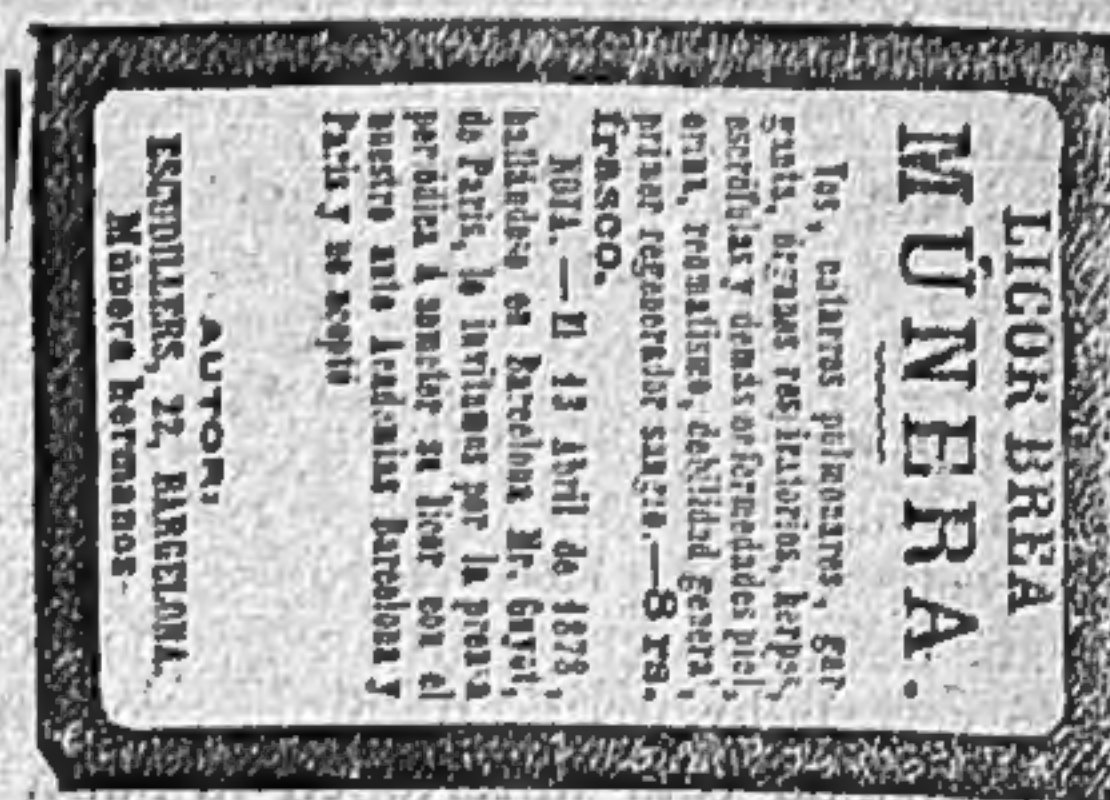 LICOR BREA
MÚNERA.
Tos, catarros pulmonares, gar
ganta, órganos respiratorios, herpes,
escrófulas y demás enfermedades piel,
orina, reumatismo, debilidad general,
primer regenerador sangre.—8 rs.
frasco.
NOTA.—El 13 Abril de 1878,
hallándose en Barcelona Mr. Guyot,
de París, le invitamos por la prensa
periódica á someter su licor con el
nuestro ante Academias Barcelona y
París y no aceptó
AUTOR:
ESCUDILLERS, 22, BARCELONA.
Múnera hermanos